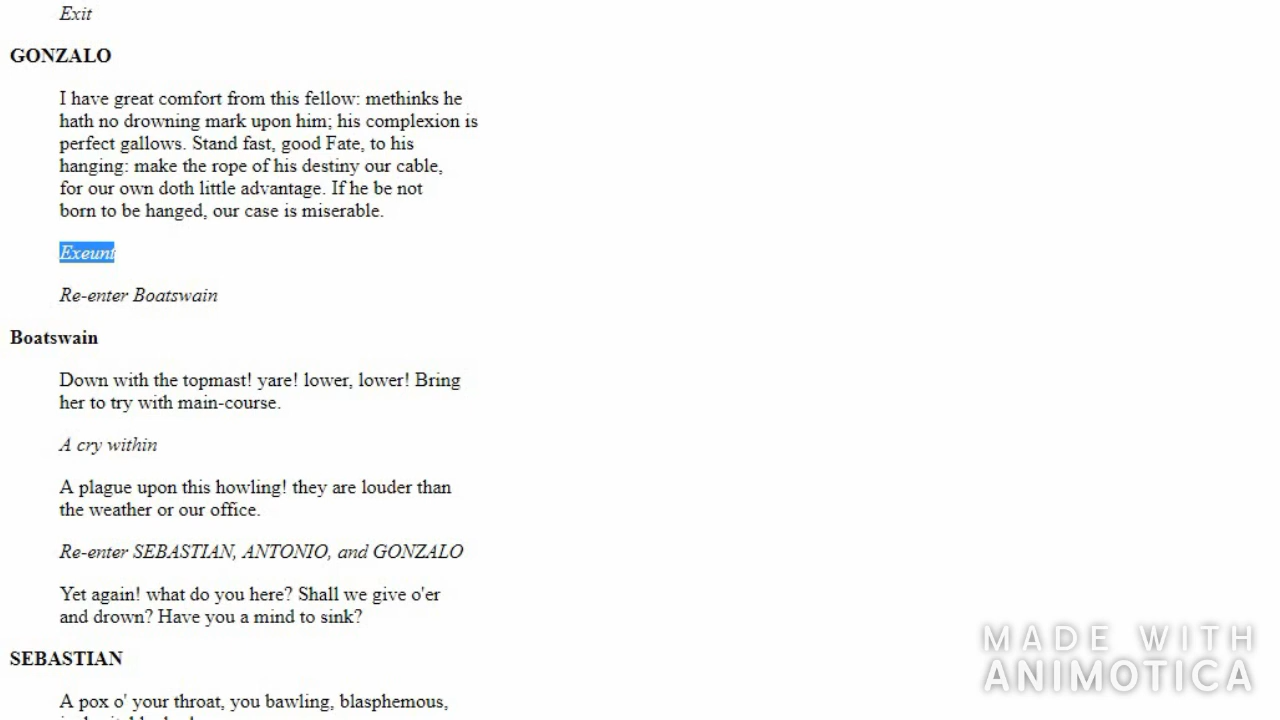 Exit
GONZALO
I have great comfort from this fellow: methinks he
hath no drowning mark upon him; his complexion is
perfect gallows. Stand fast, good Fate, to his
hanging: make the rope of his destiny our cable,
for our own doth little advantage. If he be not
born to be hanged, our case is miserable.
Exeunt
Re-enter Boatswain
Boatswain
Down with the topmast! yare! lower, lower! Bring
her to try with main-course.
A cry within
A plague upon this howling! they are louder than
the weather or our office.
Re-enter SEBASTIAN, ANTONIO, and GONZALO
Yet again! what do you here? Shall we give o'er
and drown? Have you a mind to sink?
SEBASTIAN
A pox o' your throat, you bawling, blasphemous,
MADE WITH
ANIMOTICA